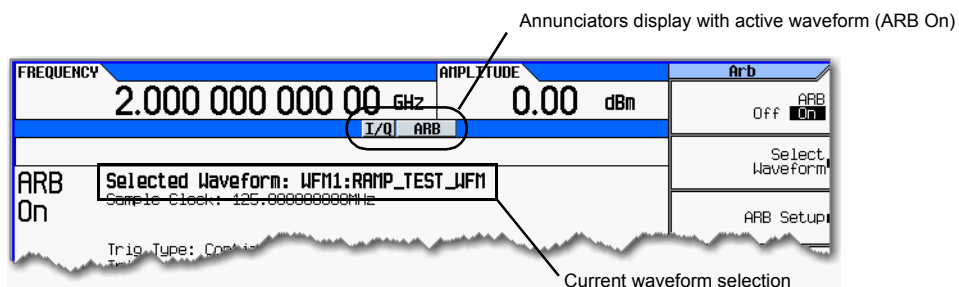 Annunciators display with active waveform (ARB On)
FREQUENCY
AMPLITUDE
Arb
2.000 000 000 00 GHz
0.00 dBm
ARB
Off On
I/Q ARB
Select
Waveform
ARB
On
Selected Waveform: WFM1:RAMP_TEST_WFM
Sample Clock: 125.000000000MHz
ARB Setup
Trig Type:
Current waveform selection